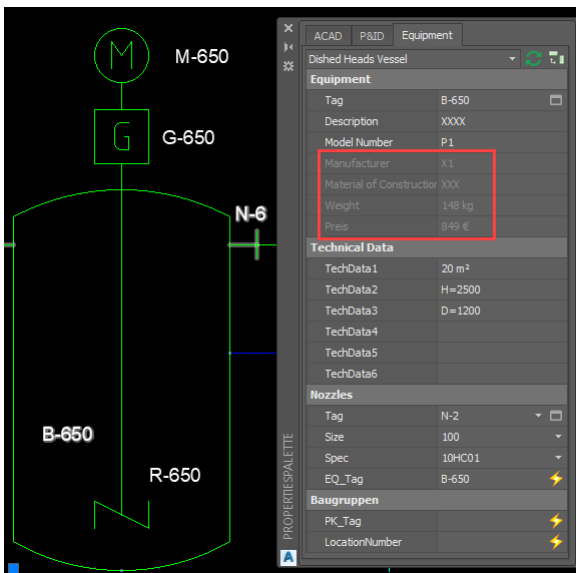 M
M-650
G
G-650
N-6
B-650
R-650
ACAD P&ID Equipment
Dished Heads Vessel
Equipment
Tag B-650
Description XXXX
Model Number P1
Manufacturer X1
Material of Construction XXX
Weight 148 kg
Preis 849 €
Technical Data
TechData1 20 m²
TechData2 H=2500
TechData3 D=1200
TechData4
TechData5
TechData6
Nozzles
Tag N-2
Size 100
Spec 10HC01
EQ_Tag B-650
Baugruppen
PK_Tag
LocationNumber
PROPERTIESPALETTE
A